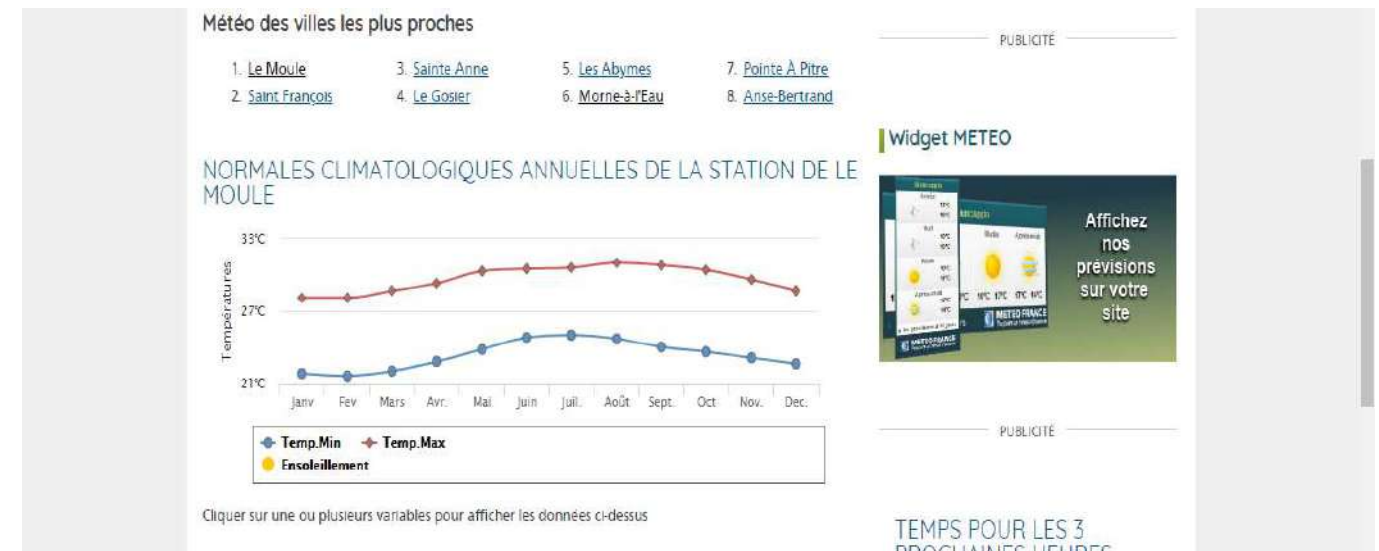 Météo des villes les plus proches
1. Le Moule
2. Saint François
3. Sainte Anne
4. Le Gosier
5. Les Abymes
6. Morne-à-l'Eau
7. Pointe À Pitre
8. Anse-Bertrand
NORMALES CLIMATOLOGIQUES ANNUELLES DE LA STATION DE LE
MOULE
33°C
27°C
21°C
Températures
Janv Fev Mars Avr. Mai Juin Juil. Août Sept. Oct Nov. Dec.
Temp.Min Temp.Max
Ensoleillement
Cliquer sur une ou plusieurs variables pour afficher les données ci-dessus
PUBLICITÉ
Widget METEO
Affichez
nos
prévisions
sur votre
site
METEO FRANCE
PUBLICITÉ
TEMPS POUR LES 3
PROCHAINES HEURES